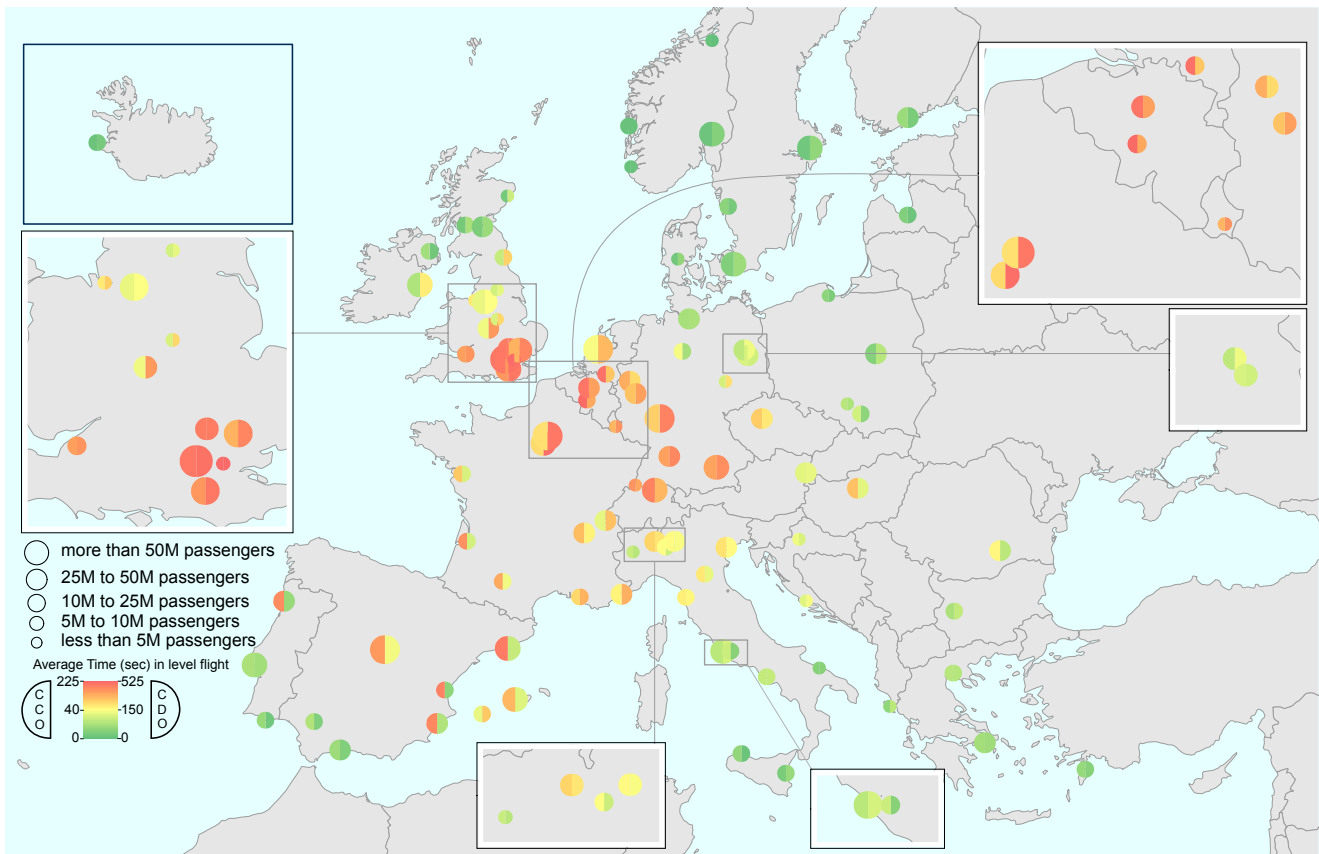 more than 50M passengers
25M to 50M passengers
10M to 25M passengers
5M to 10M passengers
less than 5M passengers
Average Time (sec) in level flight
225 525
40 150
0 0
C
C
O
C
D
O